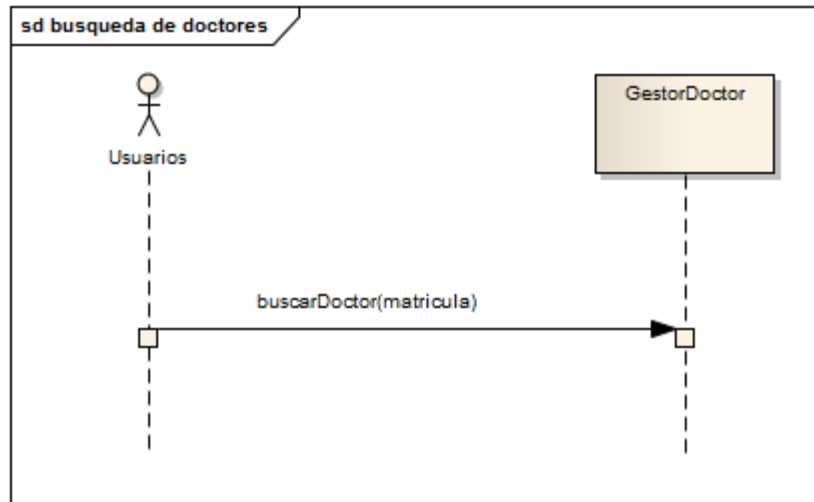 sd busqueda de doctores
Usuarios
GestorDoctor
buscarDoctor(matricula)